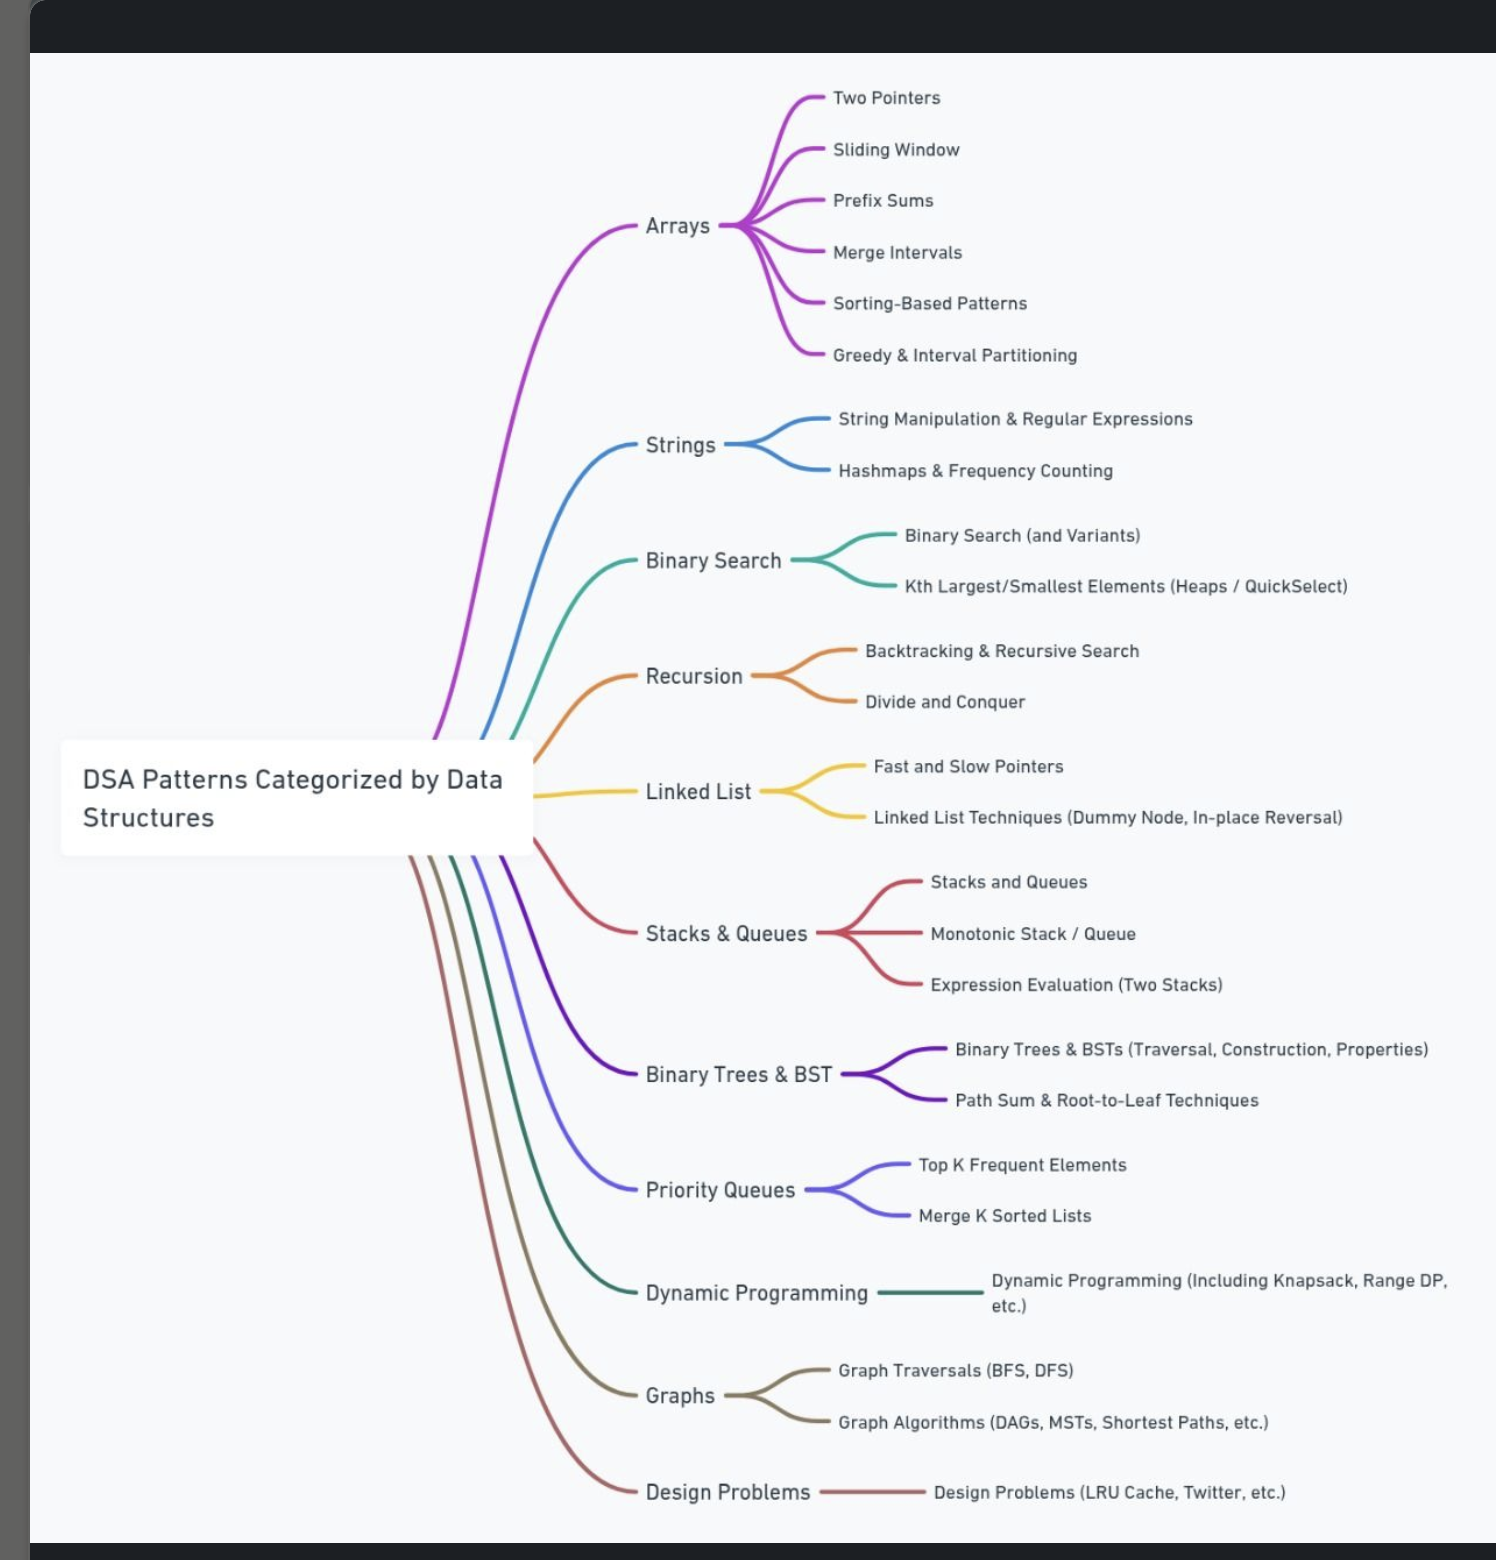 DSA Patterns Categorized by Data
Structures
Arrays
Two Pointers
Sliding Window
Prefix Sums
Merge Intervals
Sorting-Based Patterns
Greedy & Interval Partitioning
Strings
String Manipulation & Regular Expressions
Hashmaps & Frequency Counting
Binary Search
Binary Search (and Variants)
Kth Largest/Smallest Elements (Heaps / QuickSelect)
Recursion
Backtracking & Recursive Search
Divide and Conquer
Linked List
Fast and Slow Pointers
Linked List Techniques (Dummy Node, In-place Reversal)
Stacks & Queues
Stacks and Queues
Monotonic Stack / Queue
Expression Evaluation (Two Stacks)
Binary Trees & BST
Binary Trees & BSTs (Traversal, Construction, Properties)
Path Sum & Root-to-Leaf Techniques
Priority Queues
Top K Frequent Elements
Merge K Sorted Lists
Dynamic Programming
Dynamic Programming (Including Knapsack, Range DP,
etc.)
Graphs
Graph Traversals (BFS, DFS)
Graph Algorithms (DAGs, MSTs, Shortest Paths, etc.)
Design Problems
Design Problems (LRU Cache, Twitter, etc.)